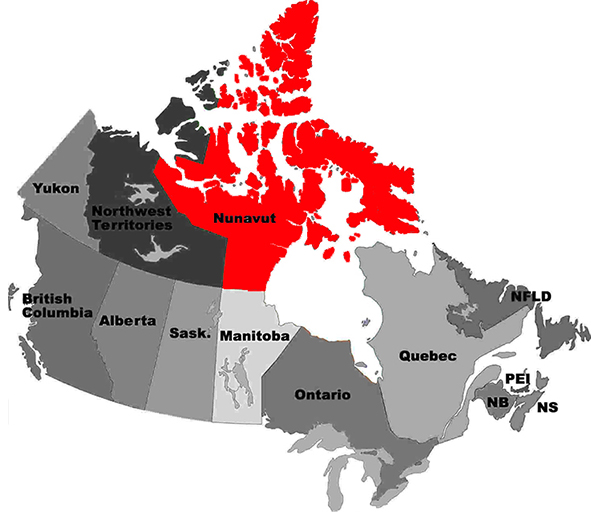 Yukon
Northwest
Territories
Nunavut
British
Columbia
Alberta
Sask.
Manitoba
Ontario
Quebec
NFLD
PEI
NB
NS